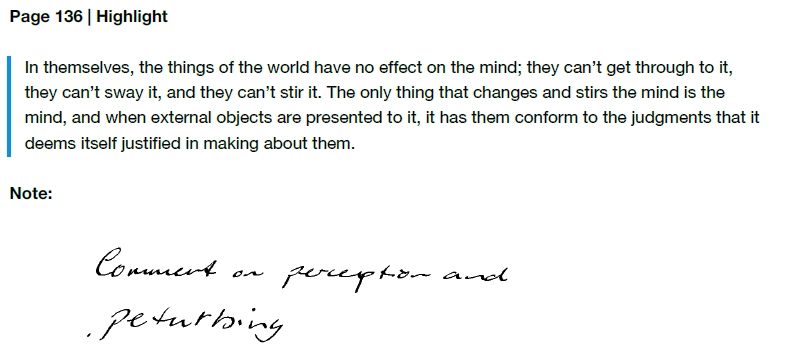 Page 136 | Highlight
In themselves, the things of the world have no effect on the mind; they can’t get through to it,
they can’t sway it, and they can’t stir it. The only thing that changes and stirs the mind is the
mind, and when external objects are presented to it, it has them conform to the judgments that it
deems itself justified in making about them.
Note:
Comment on perception and
peturbing